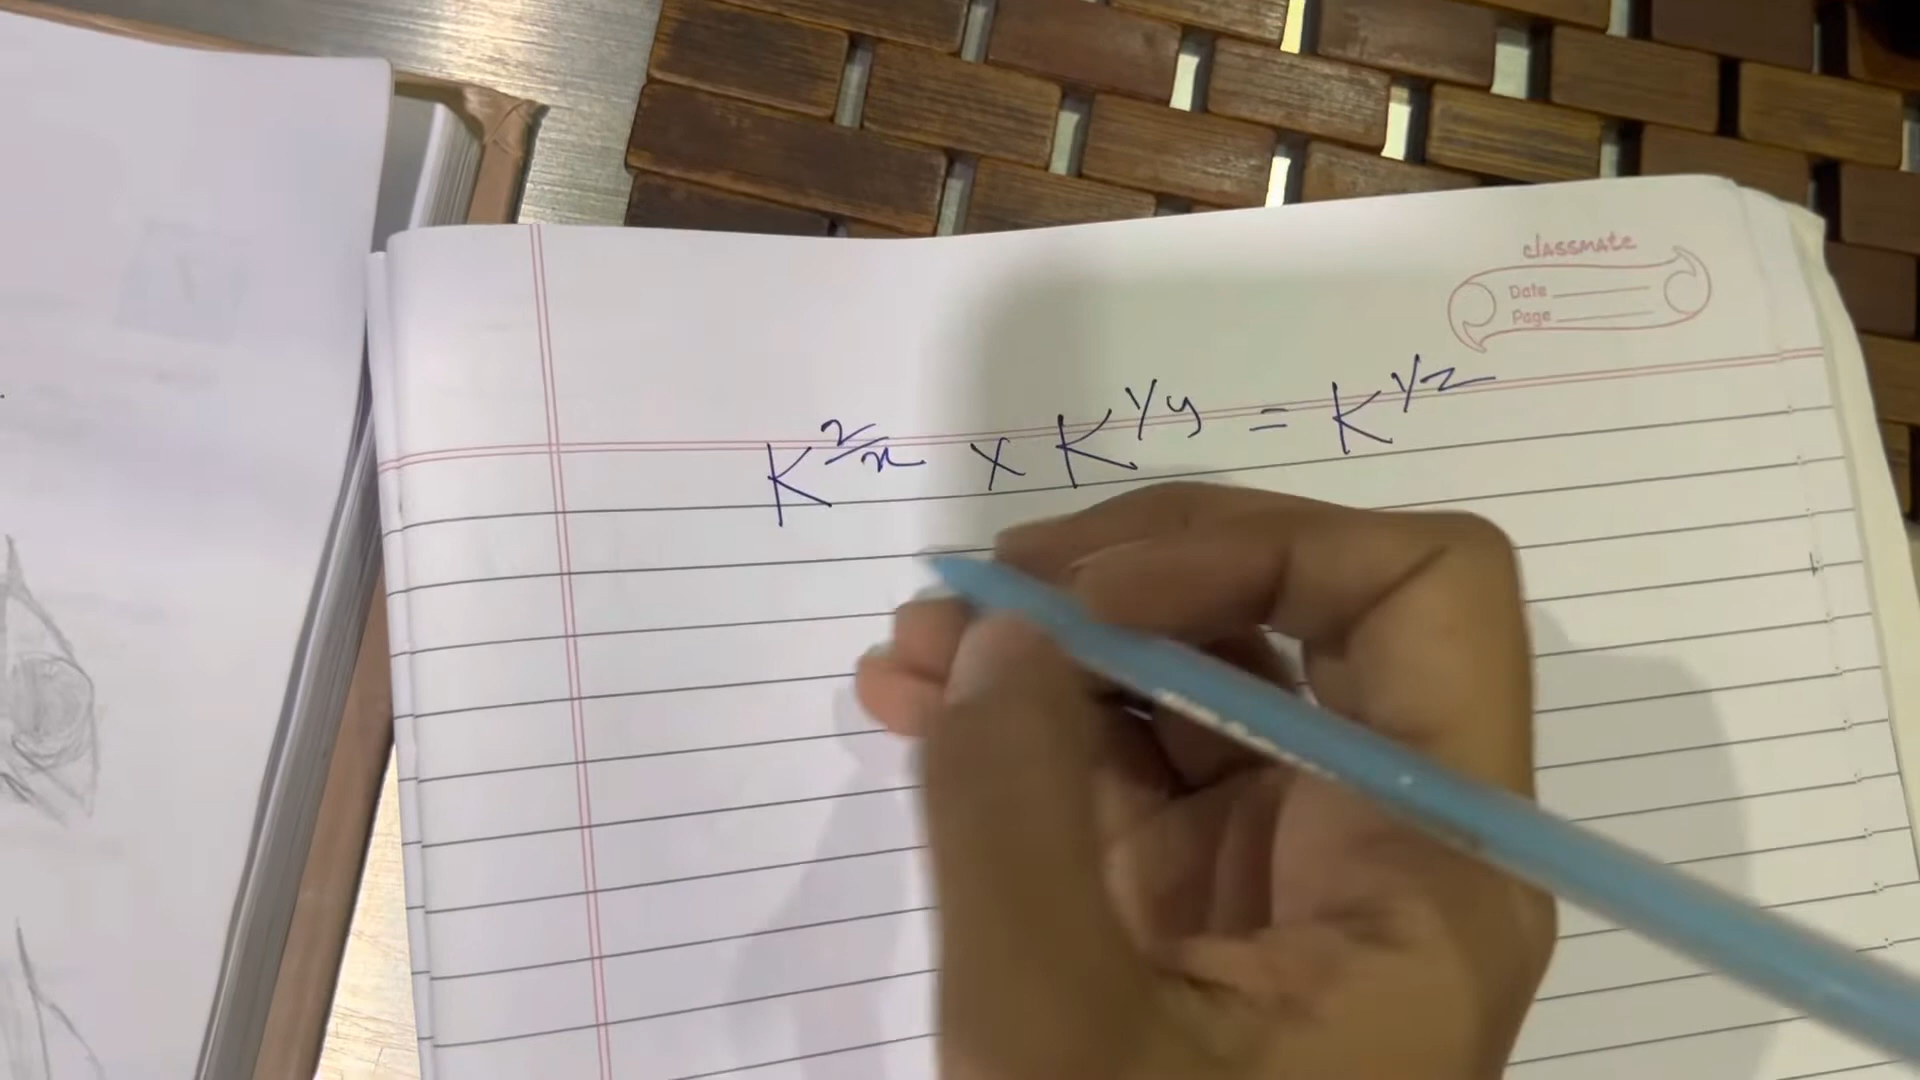 classmate
Date
Page
K^{2/x} × K^{1/y} = K^{1/z}